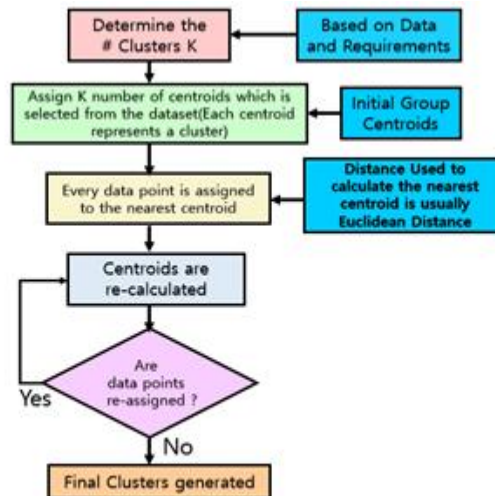 Determine the
# Clusters K
Based on Data
and Requirements
Assign K number of centroids which is
selected from the dataset(Each centroid
represents a cluster)
Initial Group
Centroids
Every data point is assigned
to the nearest centroid
Distance Used to
calculate the nearest
centroid is usually
Euclidean Distance
Centroids are
re-calculated
Are
data points
re-assigned ?
Yes
No
Final Clusters generated